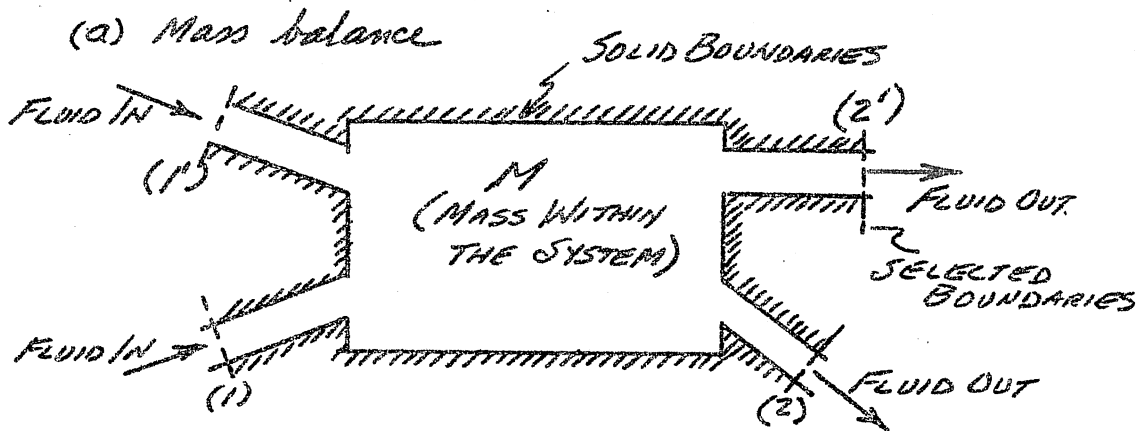 (a) Mass balance
SOLID BOUNDARIES
FLUID IN
(1')
(2')
M
(MASS WITHIN
THE SYSTEM)
FLUID OUT.
SELECTED
BOUNDARIES
FLUID IN
(1)
(2)
FLUID OUT